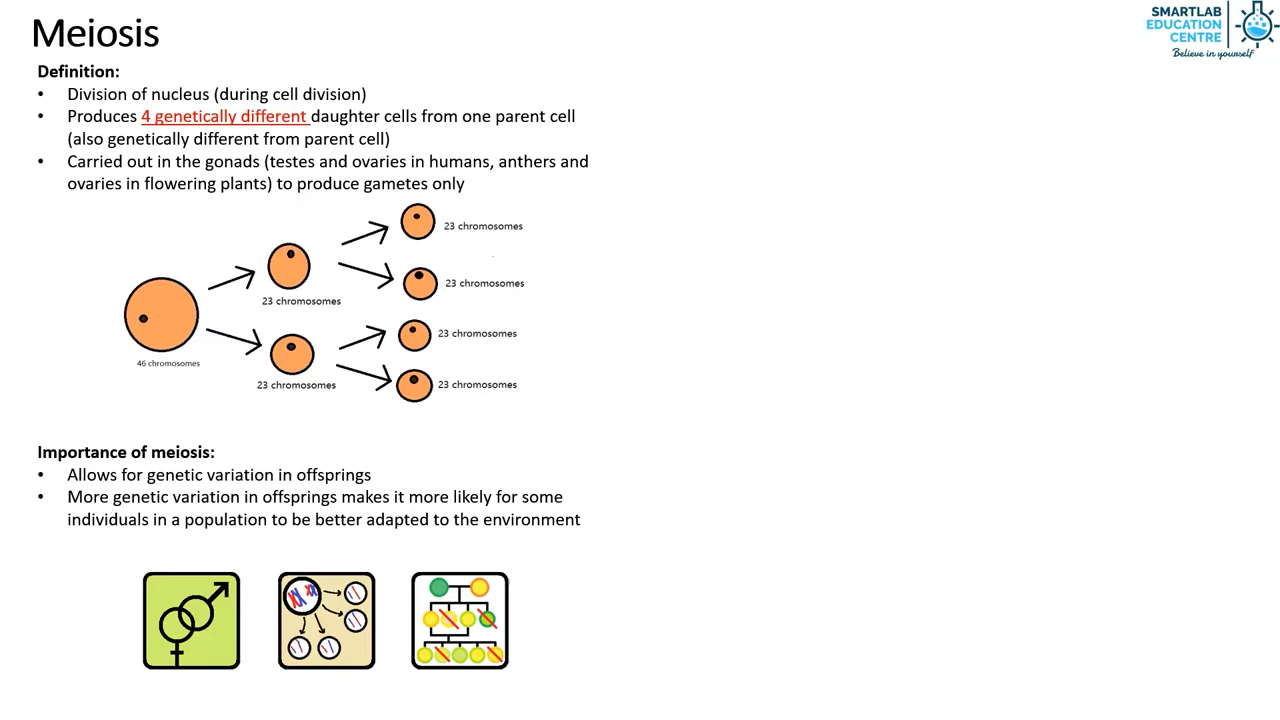 Meiosis
SMARTLAB
EDUCATION
CENTRE
Believe in yourself
Definition:
• Division of nucleus (during cell division)
• Produces 4 genetically different daughter cells from one parent cell
(also genetically different from parent cell)
• Carried out in the gonads (testes and ovaries in humans, anthers and
ovaries in flowering plants) to produce gametes only
23 chromosomes
23 chromosomes
23 chromosomes
23 chromosomes
46 chromosomes
23 chromosomes
23 chromosomes
Importance of meiosis:
• Allows for genetic variation in offsprings
• More genetic variation in offsprings makes it more likely for some
individuals in a population to be better adapted to the environment